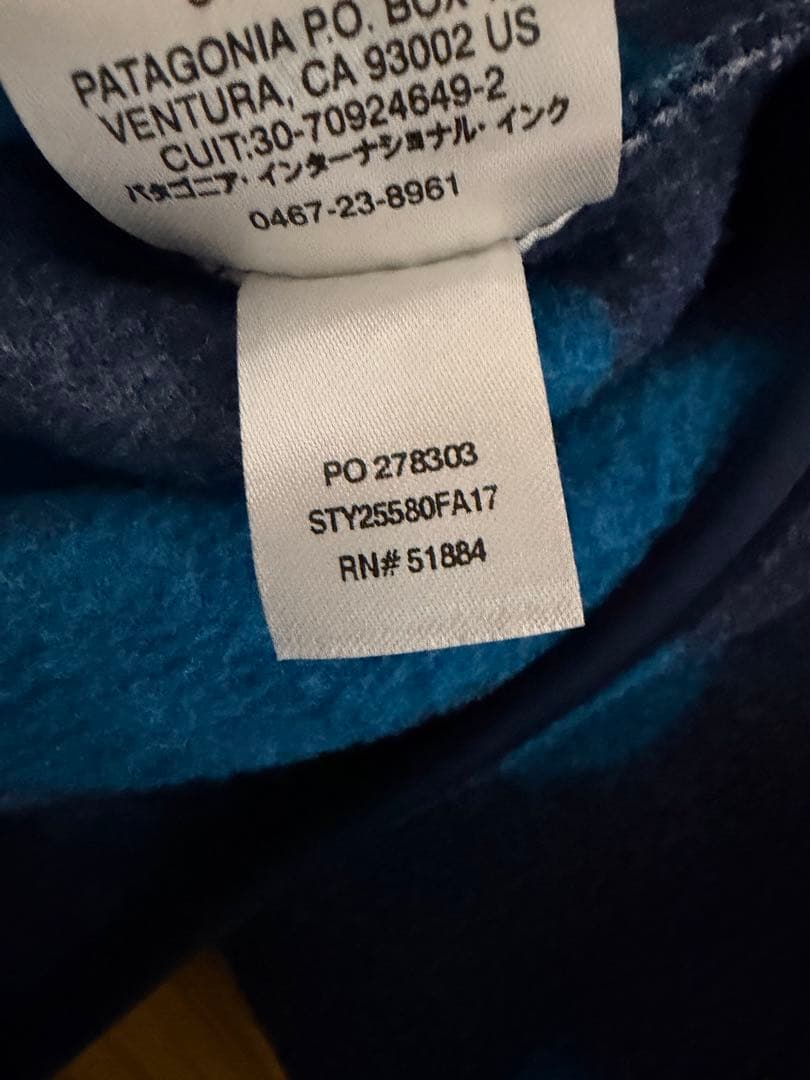 PATAGONIA P.O. BOX
VENTURA, CA 93002 US
CUIT:30-70924649-2
パタゴニア・インターナショナル・インク
0467-23-8961
PO 278303
STY25580FA17
RN# 51884